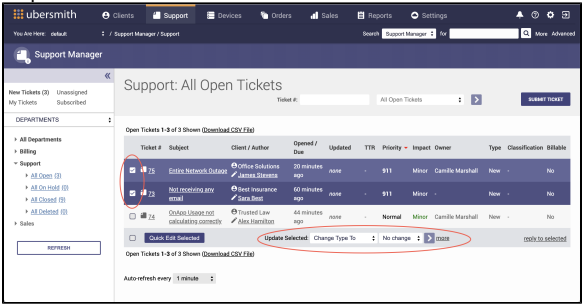 ubersmith Clients Support Devices Orders Sales Reports Settings
You Are Here: default / Support Manager / Support Search Support Manager for More Advanced
Support Manager
New Tickets (3) Unassigned
My Tickets Subscribed
DEPARTMENTS
All Departments
Billing
Support
All Open (3)
All On Hold (0)
All Closed (9)
All Deleted (0)
Sales
REFRESH
Support: All Open Tickets
Ticket #: All Open Tickets SUBMIT TICKET
Open Tickets 1-3 of 3 Shown (Download CSV File)
Ticket # Subject Client / Author Opened / Due Updated TTR Priority Impact Owner Type Classification Billable
75 Entire Network Outage Office Solutions James Stevens 20 minutes ago none - 911 Minor Camille Marshall New - No
73 Not receiving any email Best Insurance Sara Best 60 minutes ago none - 911 Minor - New - No
74 OnApp Usage not calculating correctly Trusted Law Alex Hamilton 44 minutes ago none - Normal Minor Camille Marshall New - No
Quick Edit Selected Update Selected: Change Type To No change more reply to selected
Open Tickets 1-3 of 3 Shown (Download CSV File)
Auto-refresh every 1 minute